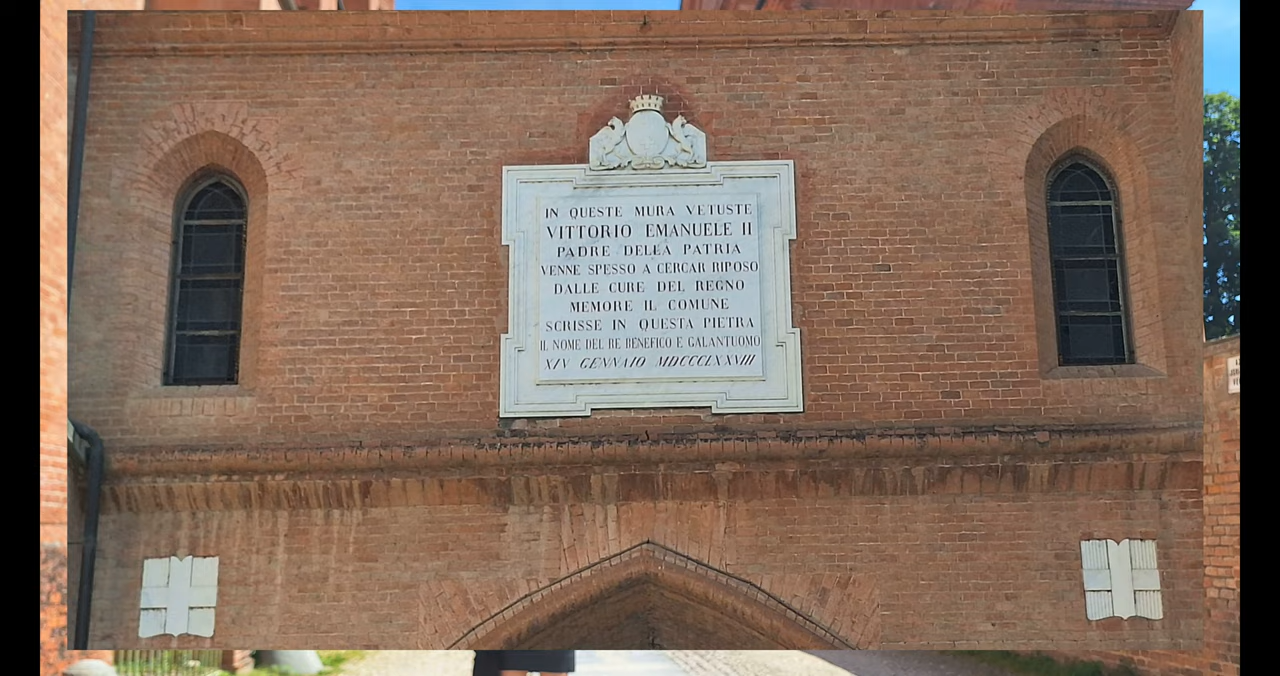 IN QUESTE MURA VETUSTE
VITTORIO EMANUELE II
PADRE DELLA PATRIA
VENNE SPESSO A CERCAR RIPOSO
DALLE CURE DEL REGNO
MEMORE IL COMUNE
SCRISSE IN QUESTA PIETRA
IL NOME DEL RE BENEFICO E GALANTUOMO
XIV GENNAIO MDCCCLXXVIII